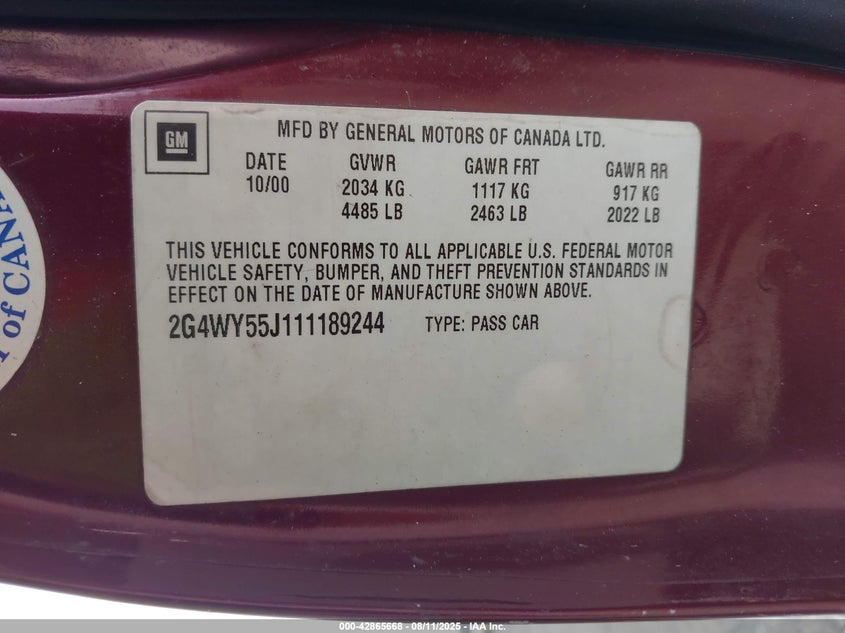 GM
MFD BY GENERAL MOTORS OF CANADA LTD.
DATE GVWR GAWR FRT GAWR RR
10/00 2034 KG 1117 KG 917 KG
4485 LB 2463 LB 2022 LB
THIS VEHICLE CONFORMS TO ALL APPLICABLE U.S. FEDERAL MOTOR
VEHICLE SAFETY, BUMPER, AND THEFT PREVENTION STANDARDS IN
EFFECT ON THE DATE OF MANUFACTURE SHOWN ABOVE.
2G4WY55J111189244 TYPE: PASS CAR
of CAN
000-42865668 - 08/11/2025 - IAA Inc.